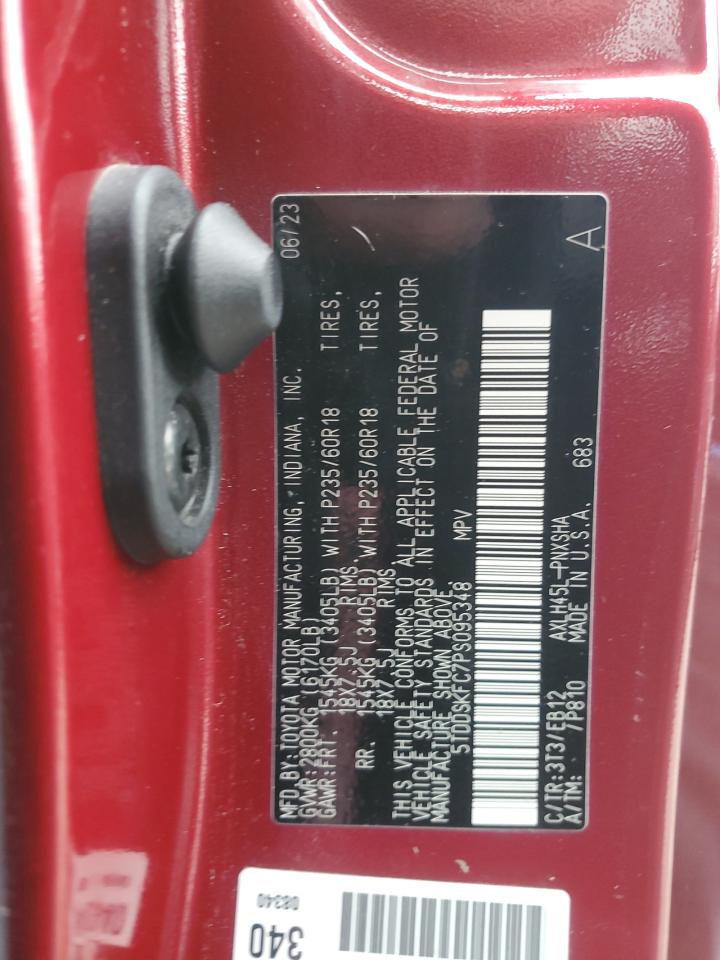 MFD.BY:TOYOTA MOTOR MANUFACTURING, INDIANA, INC. 06/23
GVWR:2800KG (6170LB)
GAWR:FRT. 1545KG (3405LB) WITH P235/60R18 TIRES,
18X7.5J RIMS
RR. 1545KG (3405LB) WITH P235/60R18 TIRES,
18X7.5J RIMS
THIS VEHICLE CONFORMS TO ALL APPLICABLE FEDERAL MOTOR
VEHICLE SAFETY STANDARDS IN EFFECT ON THE DATE OF
MANUFACTURE SHOWN ABOVE.
5TDDSKFC7PS095348 MPV
C/TR:3T3/EB12 AXLH45L-PNXSHA 683 A
A/TM: 7P810 MADE IN U.S.A.
340 08340